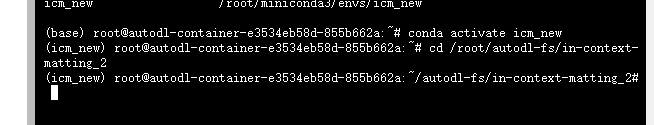 icm_new /root/miniconda3/envs/icm_new
(base) root@autodl-container-e3534eb58d-855b662a:~# conda activate icm_new
(icm_new) root@autodl-container-e3534eb58d-855b662a:~# cd /root/autodl-fs/in-context-
matting_2
(icm_new) root@autodl-container-e3534eb58d-855b662a:~/autodl-fs/in-context-matting_2#